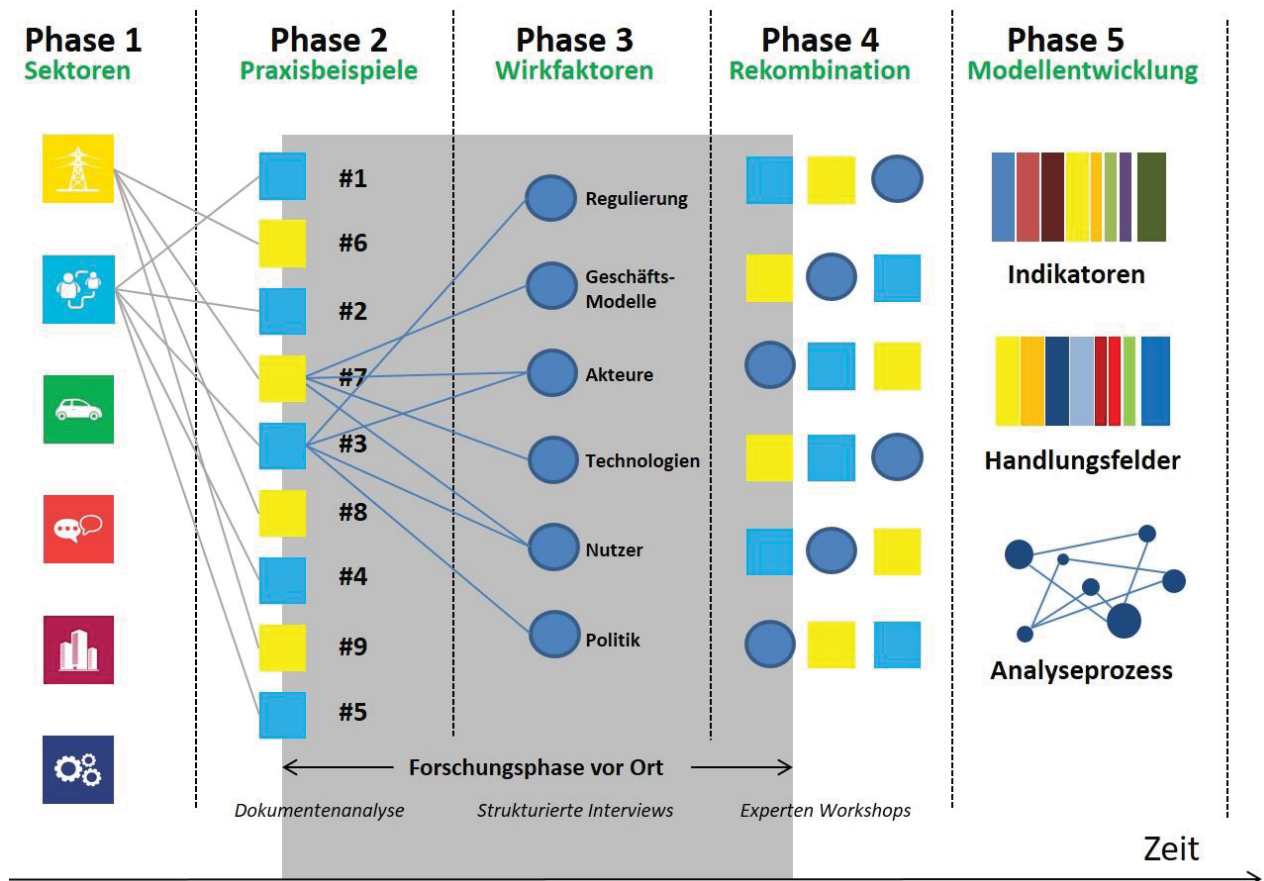 Phase 1
Sektoren
Phase 2
Praxisbeispiele
Phase 3
Wirkfaktoren
Phase 4
Rekombination
Phase 5
Modellentwicklung
#1
#6
#2
#7
#3
#8
#4
#9
#5
Regulierung
Geschäfts-
Modelle
Akteure
Technologien
Nutzer
Politik
Indikatoren
Handlungsfelder
Analyseprozess
Forschungsphase vor Ort
Dokumentenanalyse
Strukturierte Interviews
Experten Workshops
Zeit